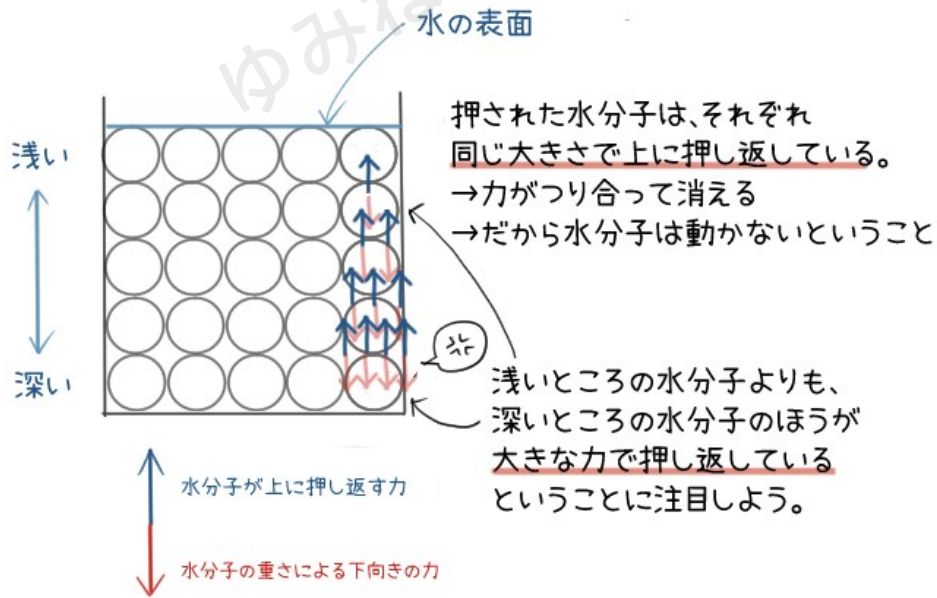 ゆみね
水の表面
押された水分子は、それぞれ
同じ大きさで上に押し返している。
→力がつり合って消える
→だから水分子は動かないということ
浅い
深い
浅いところの水分子よりも、
深いところの水分子のほうが
大きな力で押し返している
ということに注目しよう。
水分子が上に押し返す力
水分子の重さによる下向きの力